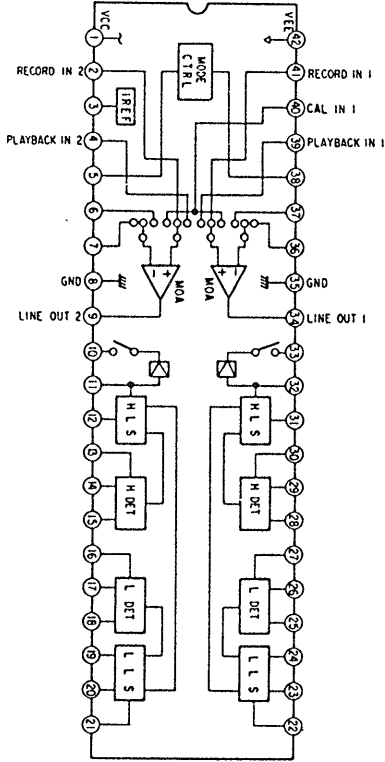 VCC
VEE
1
42
RECORD IN 2
2
MODE CTRL
41
RECORD IN 1
3
IREF
40
CAL IN 1
PLAYBACK IN 2
4
39
PLAYBACK IN 1
5
38
6
37
7
36
- +
+ -
GND
8
MOA
MOA
35
GND
LINE OUT 2
9
34
LINE OUT 1
10
33
11
32
12
HLS
HLS
31
13
30
14
H DET
H DET
29
15
28
16
27
17
L DET
L DET
26
18
25
19
LLS
LLS
24
20
23
21
22